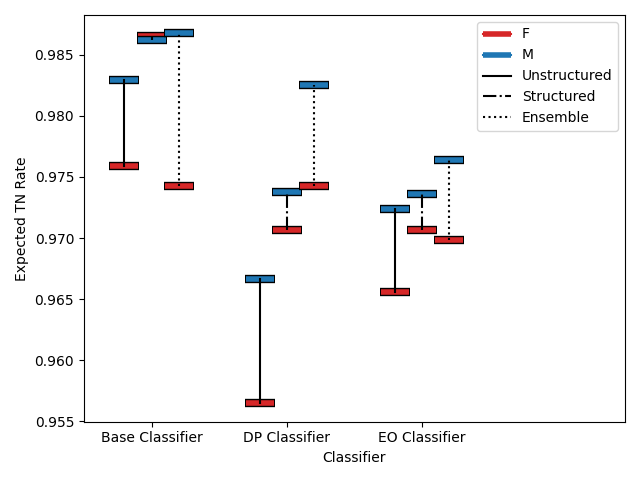 F
M
Unstructured
Structured
Ensemble
Expected TN Rate
0.985
0.980
0.975
0.970
0.965
0.960
0.955
Base Classifier
DP Classifier
EO Classifier
Classifier